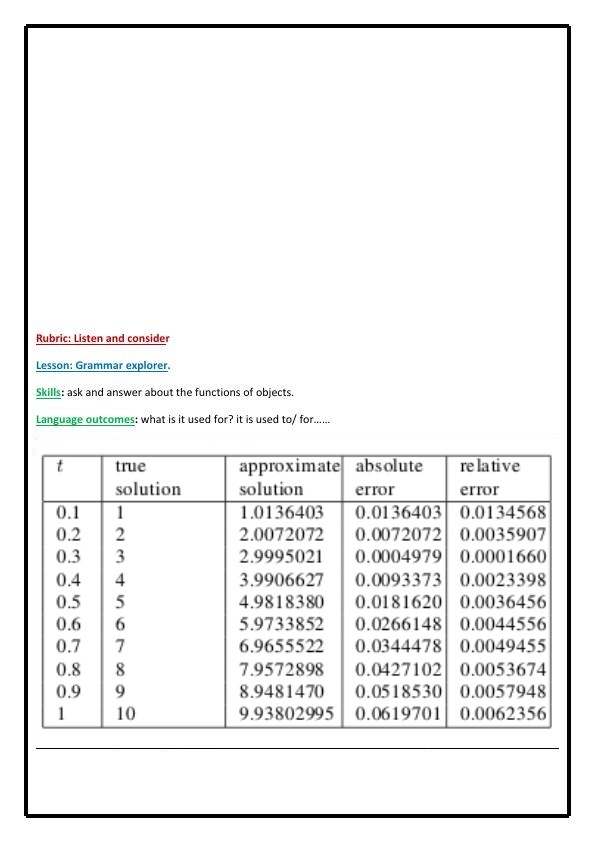 Rubric: Listen and consider
Lesson: Grammar explorer.
Skills: ask and answer about the functions of objects.
Language outcomes: what is it used for? it is used to/ for……
t true solution approximate solution absolute error relative error
0.1 1 1.0136403 0.0136403 0.0134568
0.2 2 2.0072072 0.0072072 0.0035907
0.3 3 2.9995021 0.0004979 0.0001660
0.4 4 3.9906627 0.0093373 0.0023398
0.5 5 4.9818380 0.0181620 0.0036456
0.6 6 5.9733852 0.0266148 0.0044556
0.7 7 6.9655522 0.0344478 0.0049499
0.8 8 7.9572898 0.0427102 0.0053674
0.9 9 8.9481470 0.0518530 0.0057948
1 10 9.93802995 0.0619701 0.0062356